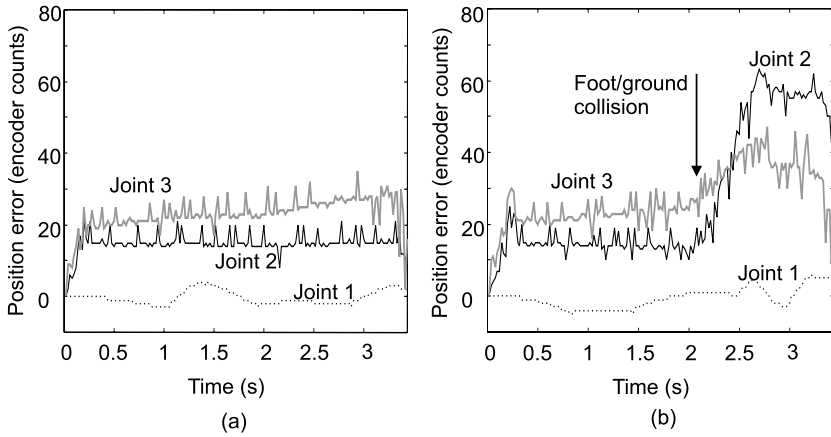 Position error (encoder counts)
80
60
40
20
0
Joint 3
Joint 2
Joint 1
0 0.5 1 1.5 2 2.5 3
Time (s)
(a)
Position error (encoder counts)
80
60
40
20
0
Joint 2
Foot/ground
collision
Joint 3
Joint 1
0 0.5 1 1.5 2 2.5 3
Time (s)
(b)